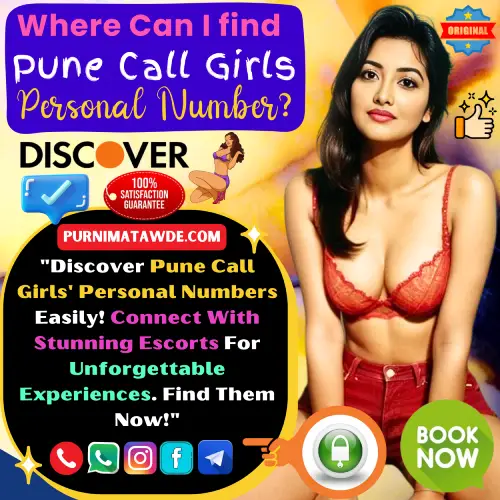 Where Can I find
Pune Call Girls
Personal Number?
ORIGINAL
DISCOVER
100%
SATISFACTION
GUARANTEE
PURNIMATAWDE.COM
"Discover Pune Call
Girls' Personal Numbers
Easily! Connect With
Stunning Escorts For
Unforgettable
Experiences. Find Them
Now!"
BOOK
NOW